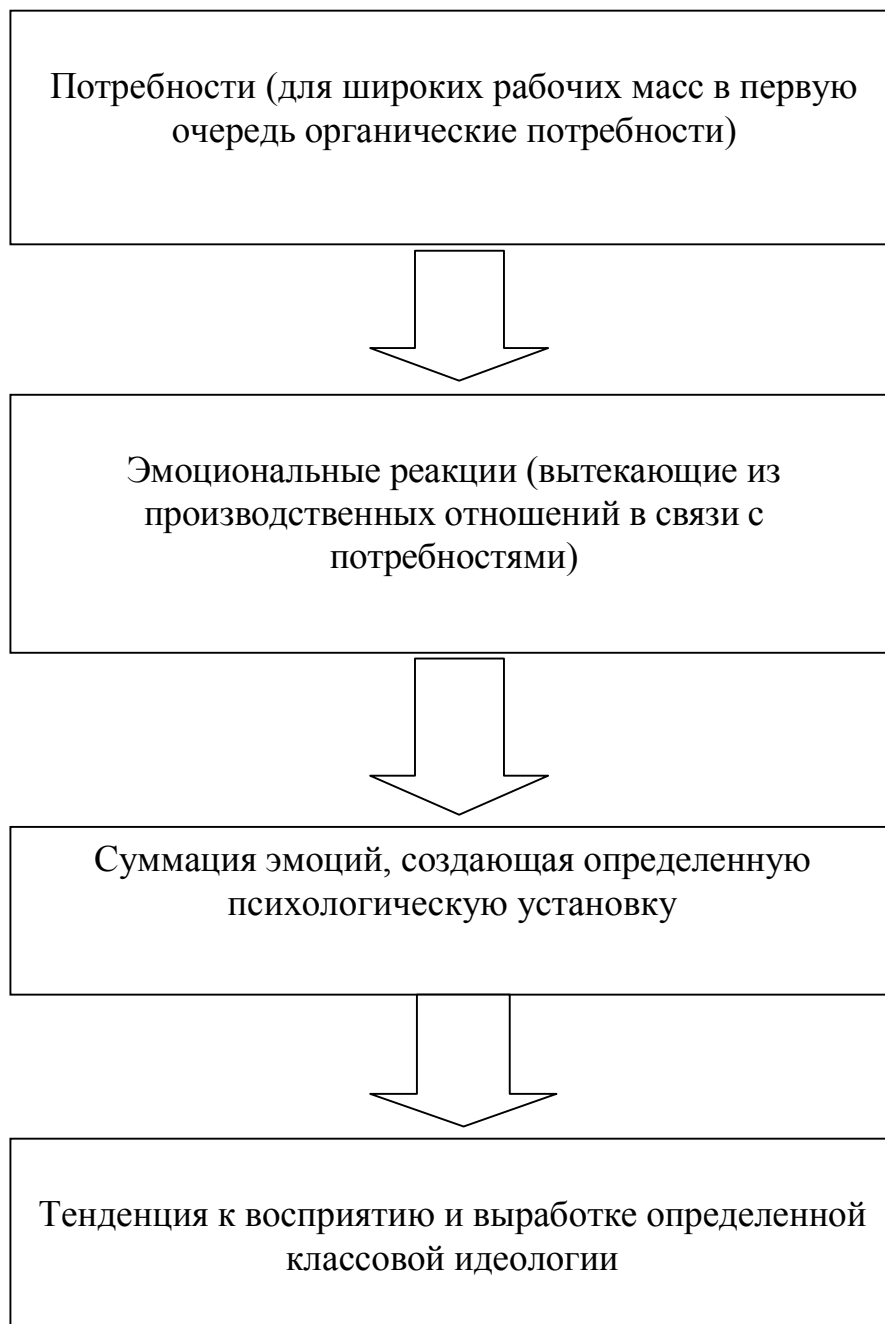 Потребности (для широких рабочих масс в первую
очередь органические потребности)
Эмоциональные реакции (вытекающие из
производственных отношений в связи с
потребностями)
Суммация эмоций, создающая определенную
психологическую установку
Тенденция к восприятию и выработке определенной
классовой идеологии